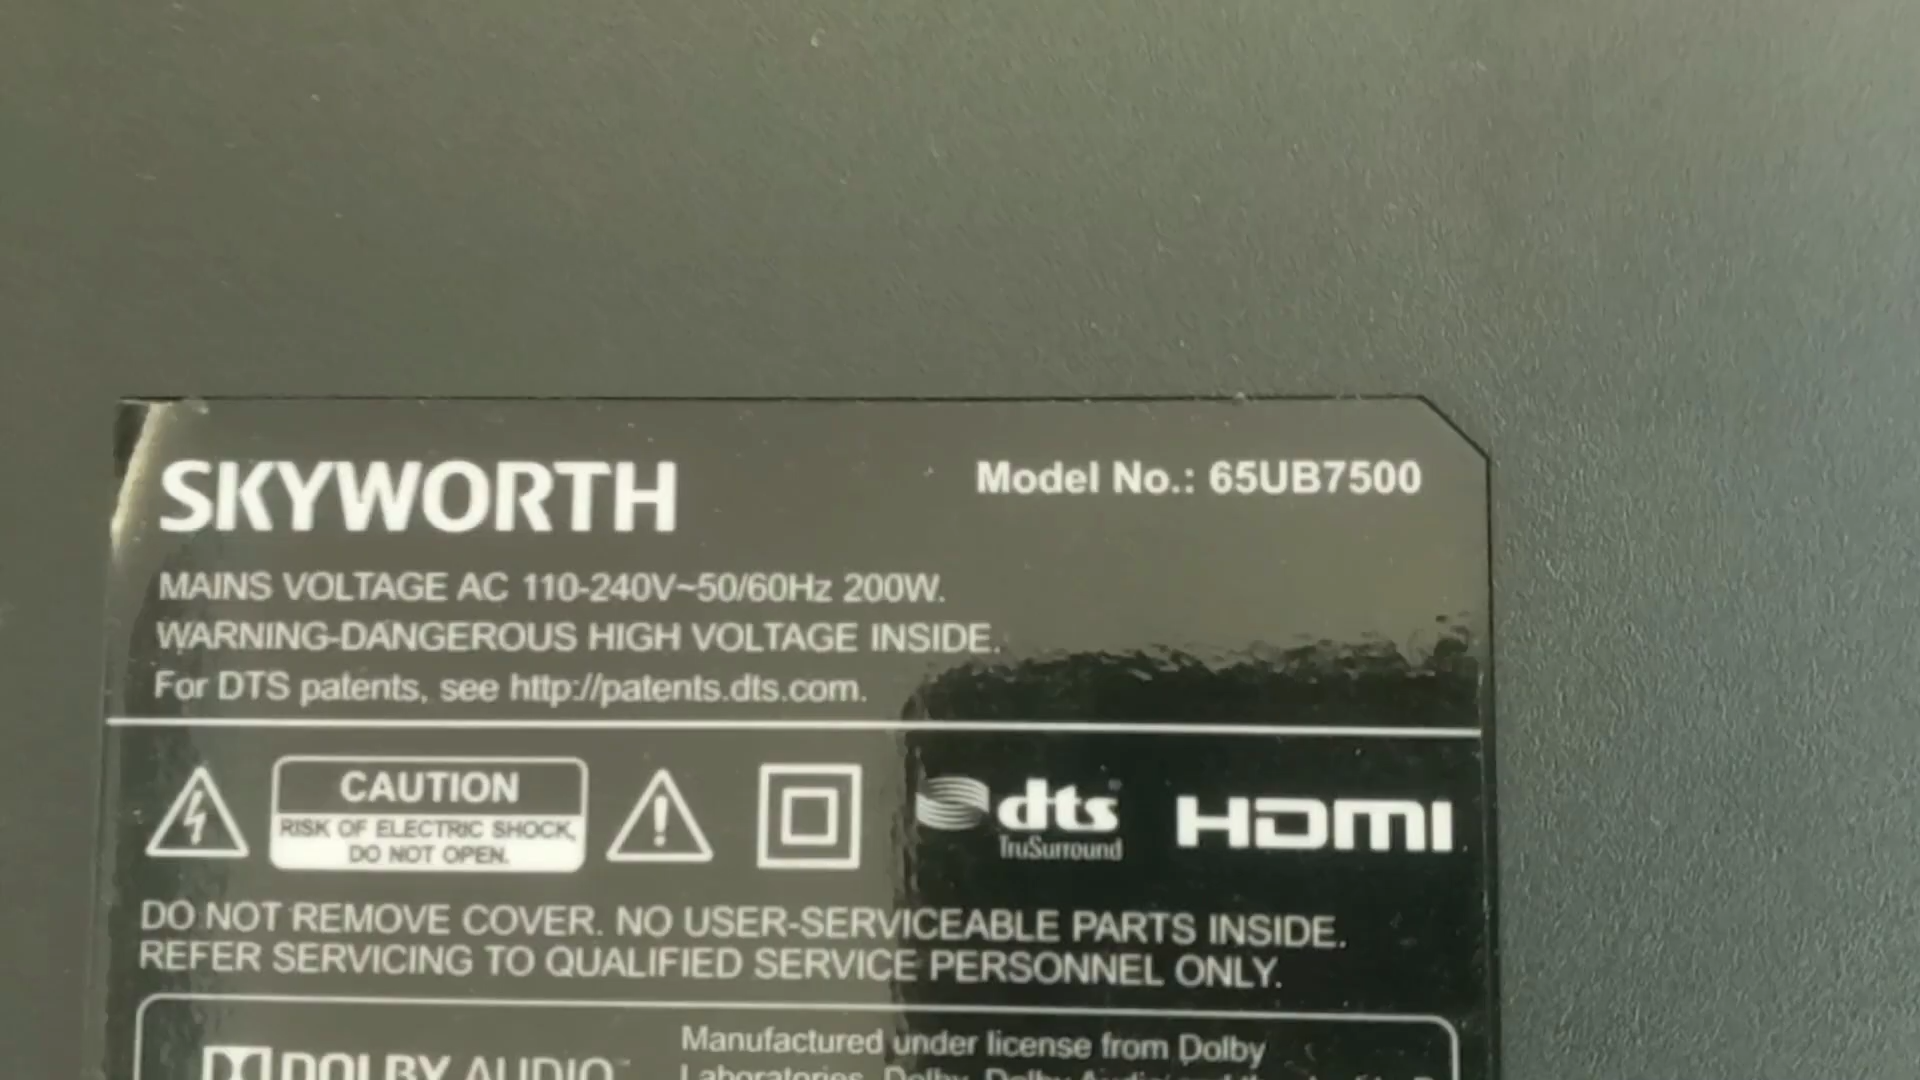 SKYWORTH
Model No.: 65UB7500
MAINS VOLTAGE AC 110-240V~50/60Hz 200W.
WARNING-DANGEROUS HIGH VOLTAGE INSIDE.
For DTS patents, see http://patents.dts.com.
CAUTION
RISK OF ELECTRIC SHOCK,
DO NOT OPEN.
dts
TruSurround
HDMI
DO NOT REMOVE COVER. NO USER-SERVICEABLE PARTS INSIDE.
REFER SERVICING TO QUALIFIED SERVICE PERSONNEL ONLY.
DOLBY AUDIO™
Manufactured under license from Dolby
Laboratories. Dolby, Dolby Audio and the